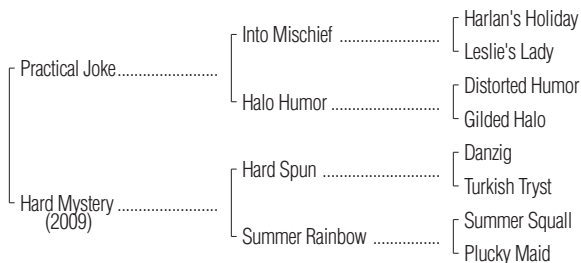 Harlan's Holiday
Into Mischief ........................
Leslie's Lady
Practical Joke........................
Distorted Humor
Halo Humor ..........................
Gilded Halo
Danzig
Hard Spun ............................
Turkish Tryst
Hard Mystery ........................
(2009)
Summer Squall
Summer Rainbow ................
Plucky Maid